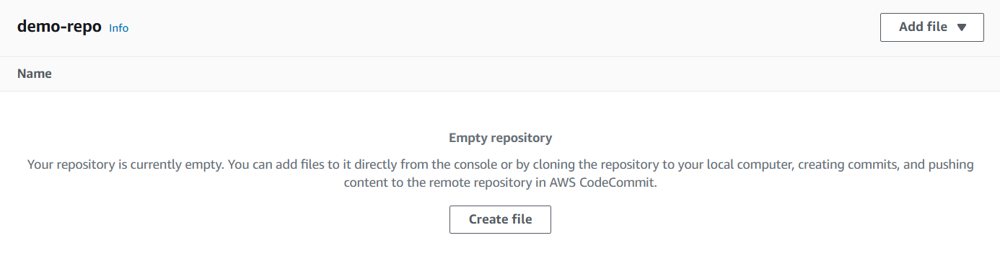 demo-repo Info
Add file
Name
Empty repository
Your repository is currently empty. You can add files to it directly from the console or by cloning the repository to your local computer, creating commits, and pushing
content to the remote repository in AWS CodeCommit.
Create file